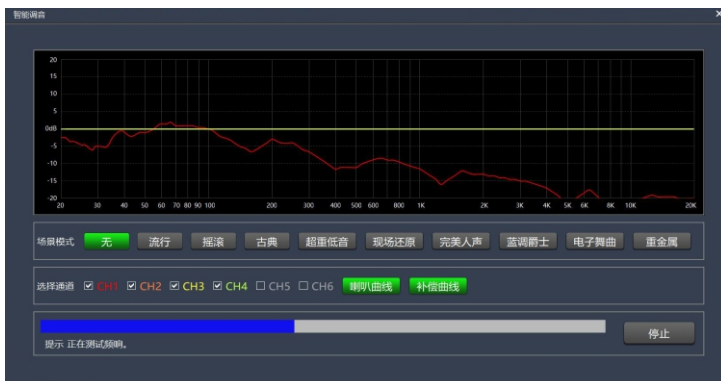 智能调音 ×
20
15
10
5
0dB
-5
-10
-15
-20
20 30 40 50 60 70 80 90 100 200 300 400 500 600 800 1K 2K 3K 4K 5K 6K 8K 10K 20K
场景模式 无 流行 摇滚 古典 超重低音 现场还原 完美人声 蓝调爵士 电子舞曲 重金属
选择通道 CH1 CH2 CH3 CH4 CH5 CH6 喇叭曲线 补偿曲线
停止
提示 正在测试频响。